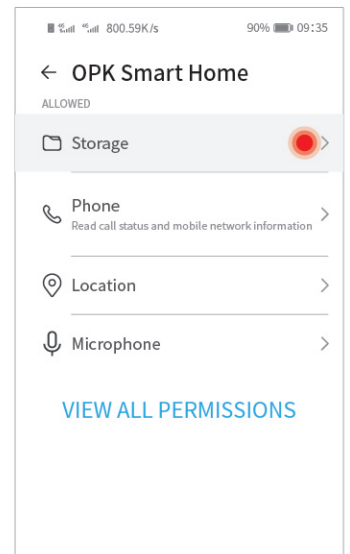 800.59K/s 90% 09:35
OPK Smart Home
ALLOWED
Storage
Phone
Read call status and mobile network information
Location
Microphone
VIEW ALL PERMISSIONS